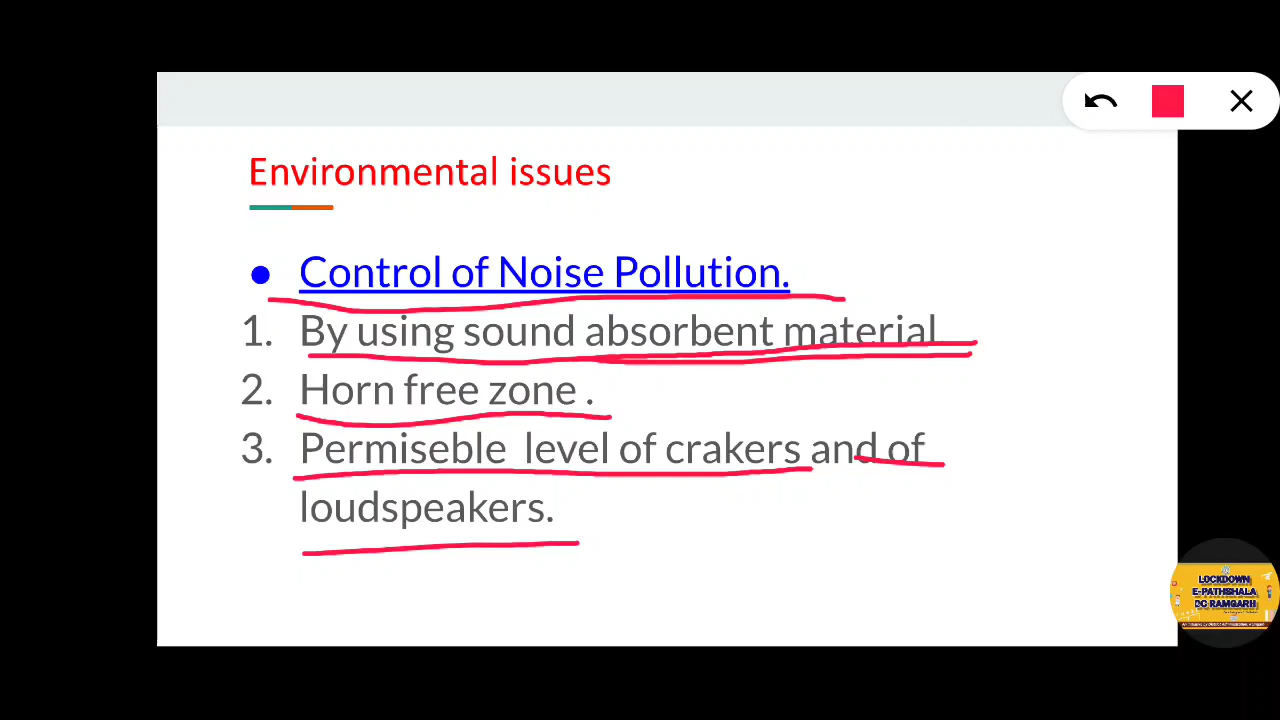 Environmental issues
● Control of Noise Pollution.
1. By using sound absorbent material
2. Horn free zone .
3. Permiseble level of crakers and of
loudspeakers.
LOCKDOWN
E-PATHSHALA
DC RAMGARH